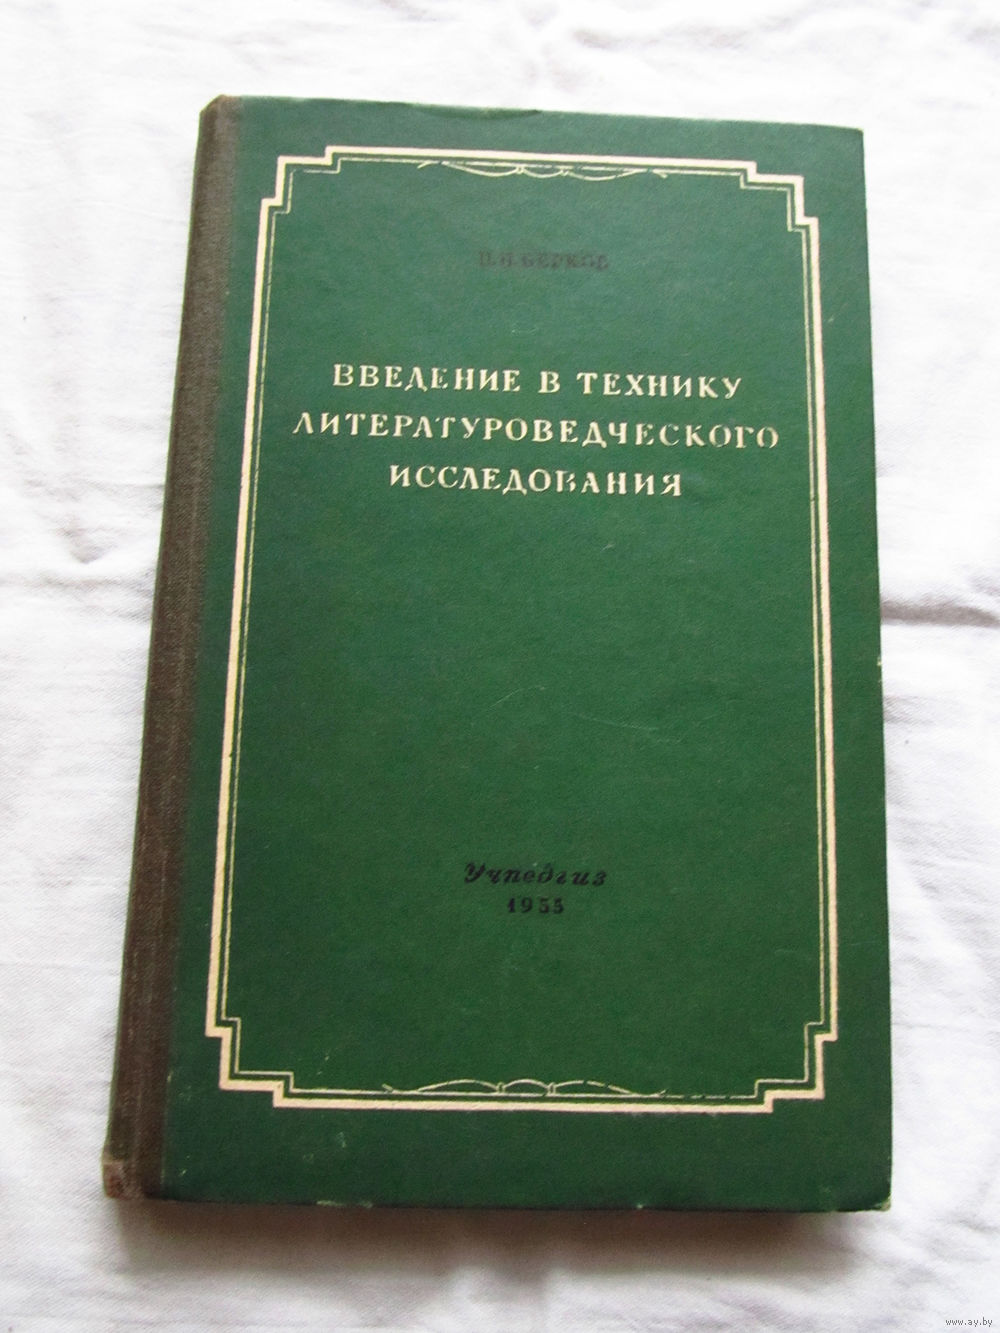 П. Н. БЕРКОВ
ВВЕДЕНИЕ В ТЕХНИКУ
ЛИТЕРАТУРОВЕДЧЕСКОГО
ИССЛЕДОВАНИЯ
Учпедгиз
1955
www.ay.by